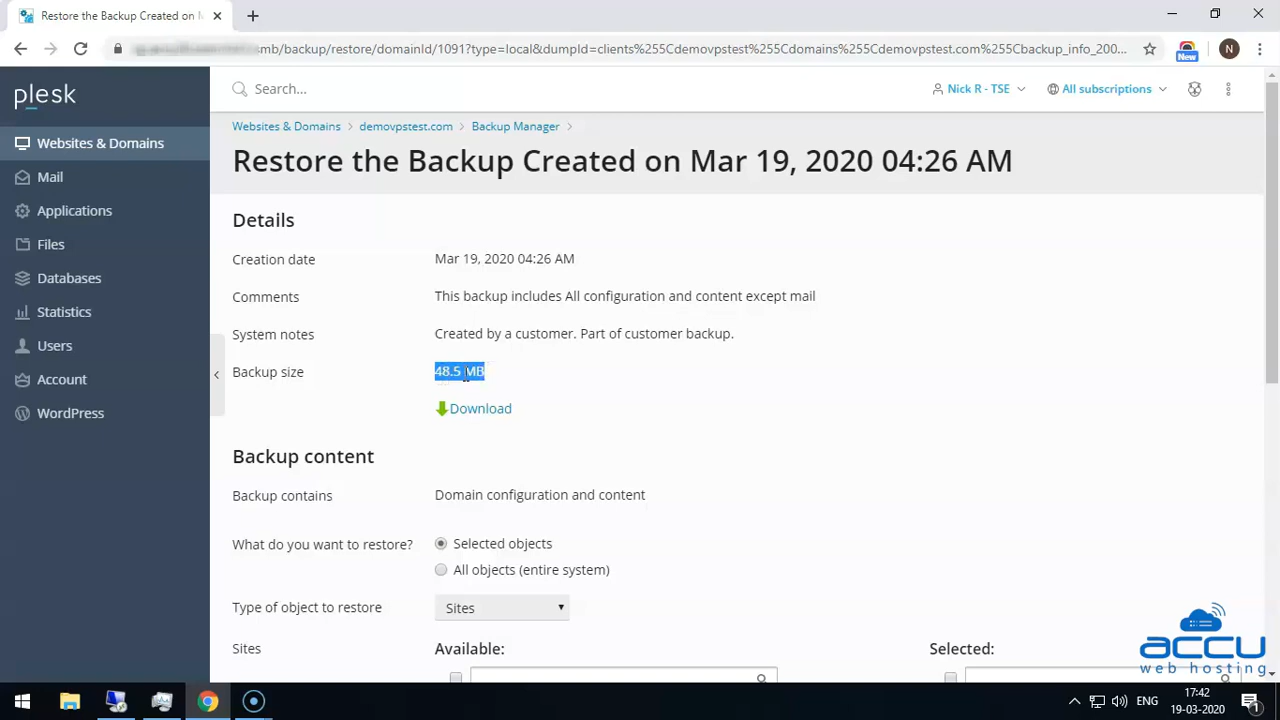 Restore the Backup Created on M
smb/backup/restore/domainId/1091?type=local&dumpId=clients%255Cdemovpstest%255Cdomains%255Cdemovpstest.com%255Cbackup_info_200...
New
N
plesk
Search...
Nick R - TSE
All subscriptions
Websites & Domains
Mail
Applications
Files
Databases
Statistics
Users
Account
WordPress
Websites & Domains > demovpstest.com > Backup Manager >
Restore the Backup Created on Mar 19, 2020 04:26 AM
Details
Creation date Mar 19, 2020 04:26 AM
Comments This backup includes All configuration and content except mail
System notes Created by a customer. Part of customer backup.
Backup size 48.5 MB
Download
Backup content
Backup contains Domain configuration and content
What do you want to restore? Selected objects
All objects (entire system)
Type of object to restore Sites
Sites Available: Selected:
ACCU
web hosting
ENG
17:42
19-03-2020
1